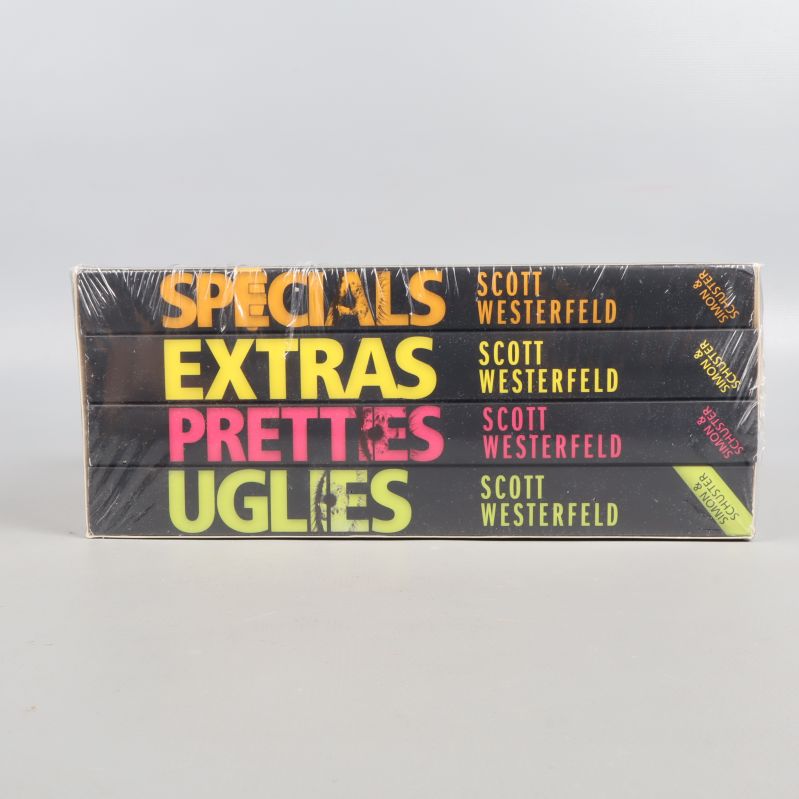 SPECIALS
SCOTT
WESTERFELD
SIMON &
SCHUSTER
EXTRAS
SCOTT
WESTERFELD
SIMON &
SCHUSTER
PRETTIES
SCOTT
WESTERFELD
SIMON &
SCHUSTER
UGLIES
SCOTT
WESTERFELD
SIMON &
SCHUSTER